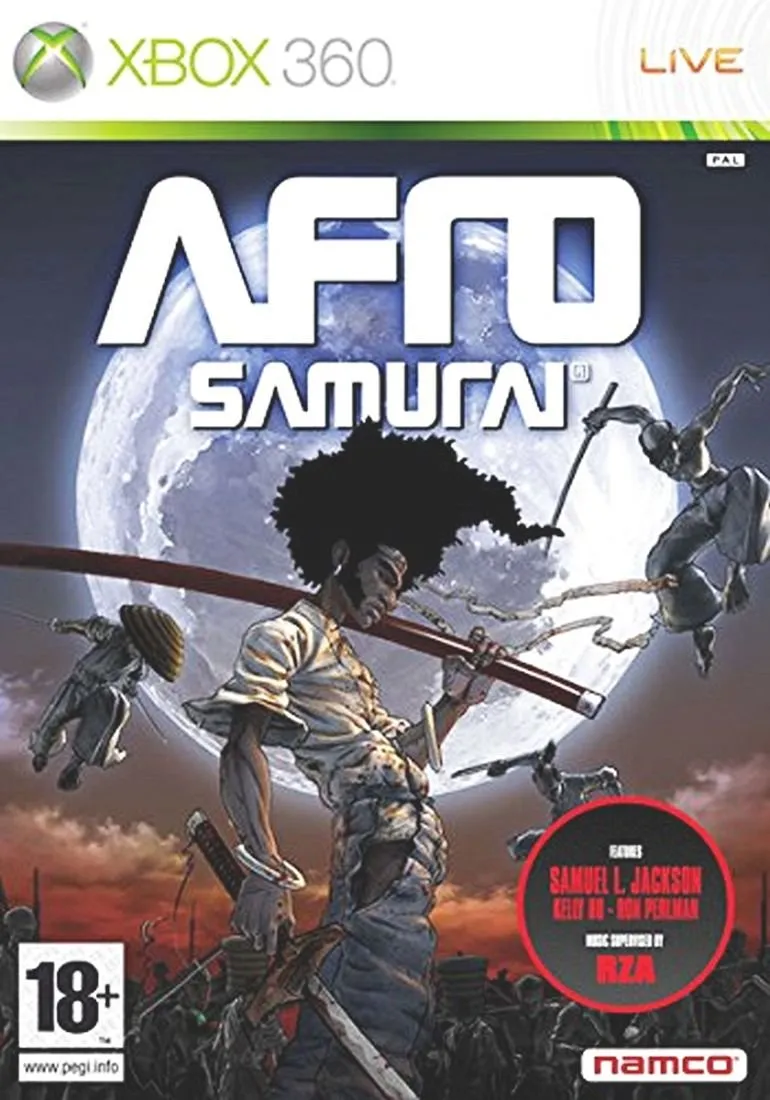 XBOX 360
LIVE
PAL
AFRO
SAMURAI®
FEATURES
SAMUEL L. JACKSON
KELLY HU - RON PERLMAN
MUSIC SUPERVISED BY
RZA
18+
™
www.pegi.info
namco®